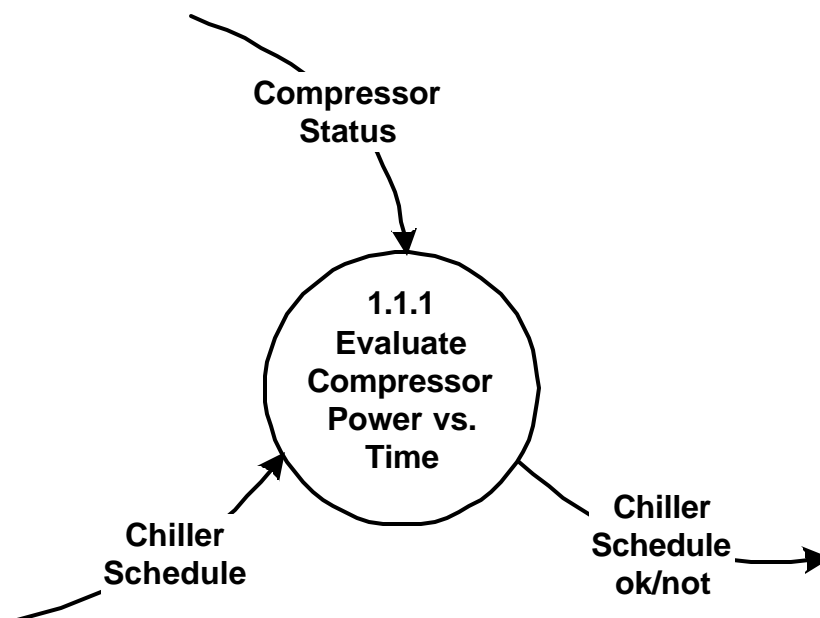 Compressor
Status
1.1.1
Evaluate
Compressor
Power vs.
Time
Chiller
Schedule
Chiller
Schedule
ok/not